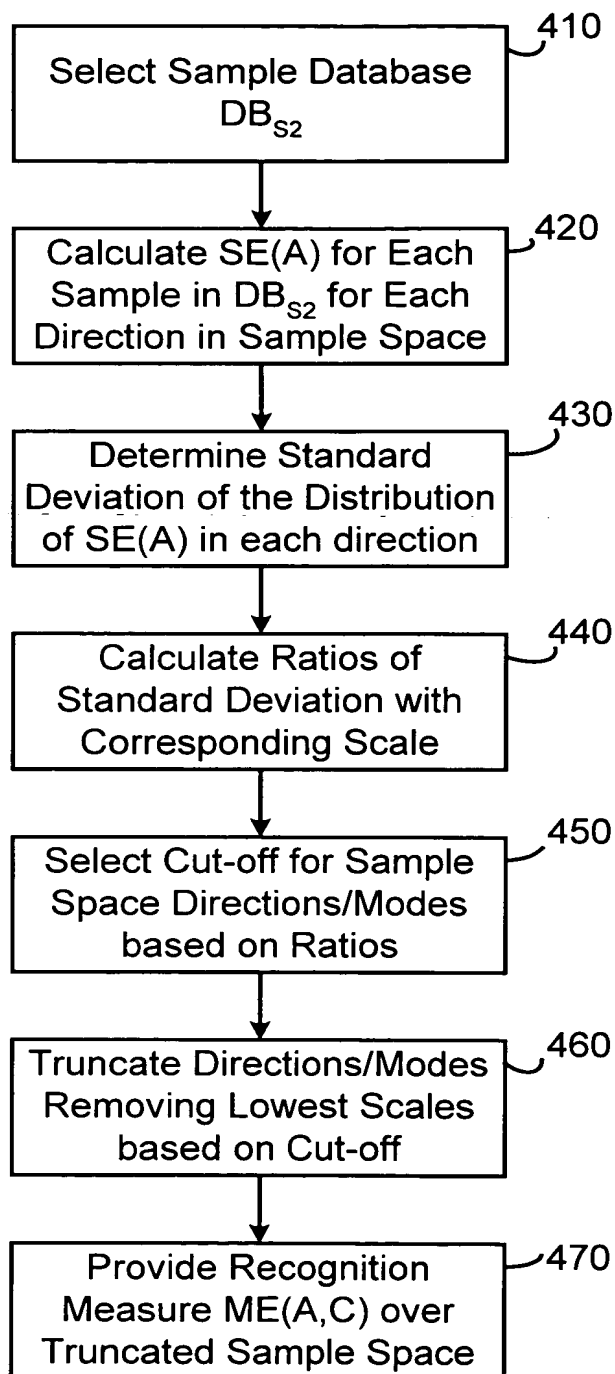 410
Select Sample Database
DB_S2
420
Calculate SE(A) for Each
Sample in DB_S2 for Each
Direction in Sample Space
430
Determine Standard
Deviation of the Distribution
of SE(A) in each direction
440
Calculate Ratios of
Standard Deviation with
Corresponding Scale
450
Select Cut-off for Sample
Space Directions/Modes
based on Ratios
460
Truncate Directions/Modes
Removing Lowest Scales
based on Cut-off
470
Provide Recognition
Measure ME(A,C) over
Truncated Sample Space